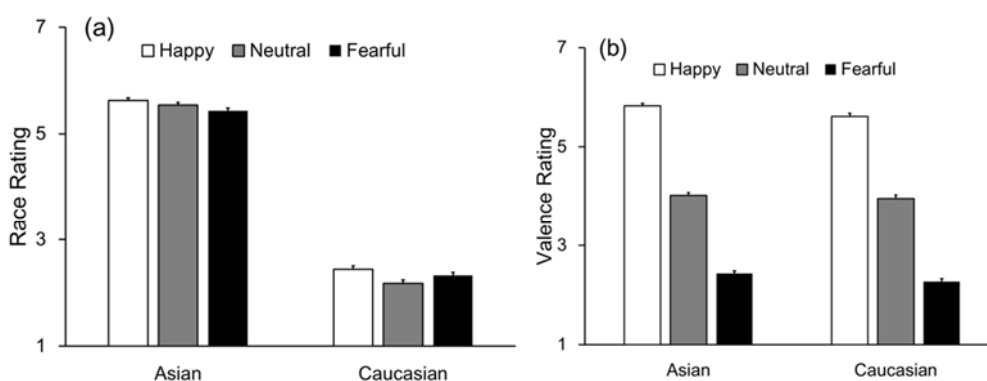 (a)
Happy Neutral Fearful
Race Rating
7
5
3
1
Asian Caucasian
(b)
Happy Neutral Fearful
Valence Rating
7
5
3
1
Asian Caucasian